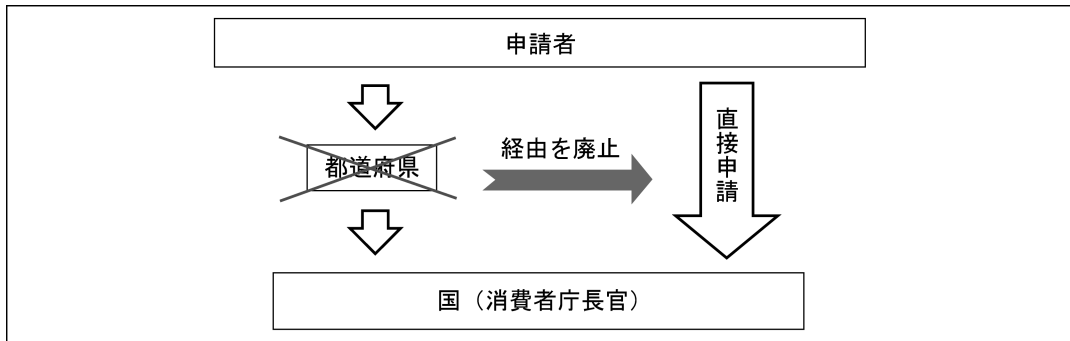 申請者
都道府県
経由を廃止
直接申請
国（消費者庁長官）